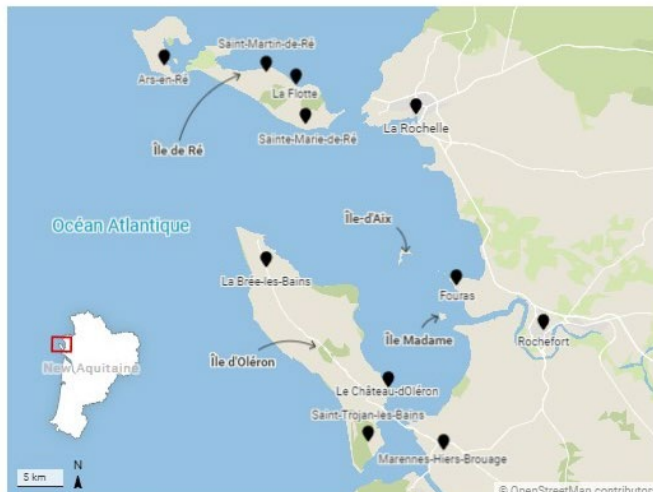 Saint-Martin-de-Ré
Ars-en-Ré
La Flotte
La Rochelle
Sainte-Marie-de-Ré
Île de Ré
Océan Atlantique
Île-d'Aix
La Brée-les-Bains
Fouras
Île Madame
Rochefort
Île d'Oléron
New Aquitaine
Le Château-d'Oléron
Saint-Trojan-les-Bains
Marennes-Hiers-Brouage
5 km
N
© OpenStreetMap contributors